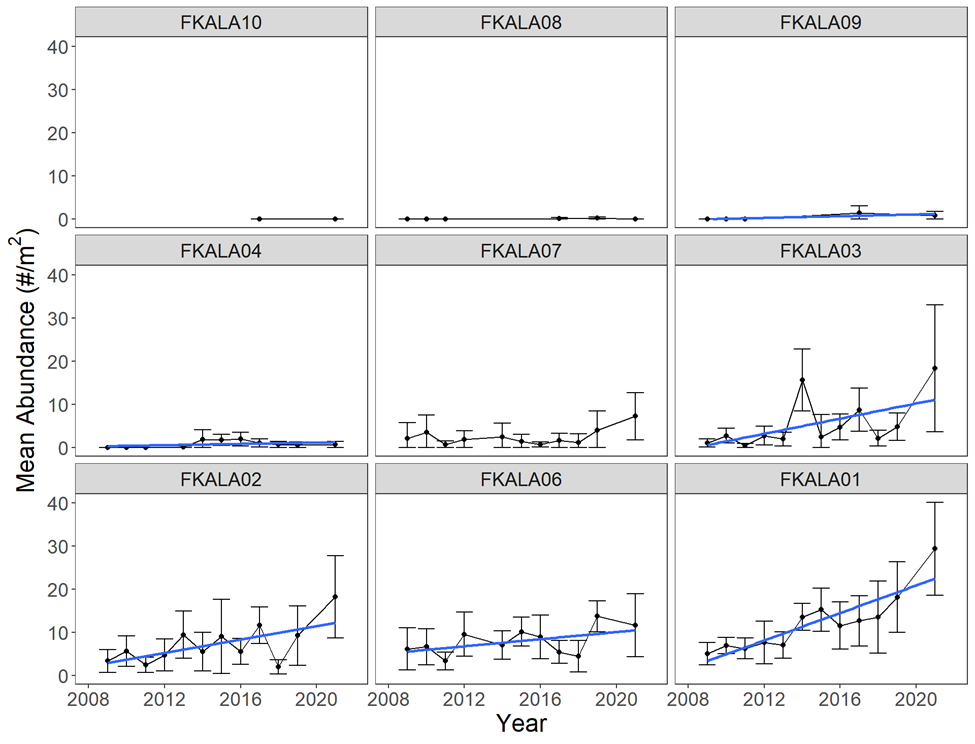 FKALA10 FKALA08 FKALA09
40
30
20
10
0
FKALA04 FKALA07 FKALA03
40
30
20
10
0
FKALA02 FKALA06 FKALA01
40
30
20
10
0
2008 2012 2016 2020 2008 2012 2016 2020 2008 2012 2016 2020
Year
Mean Abundance (#/m²)